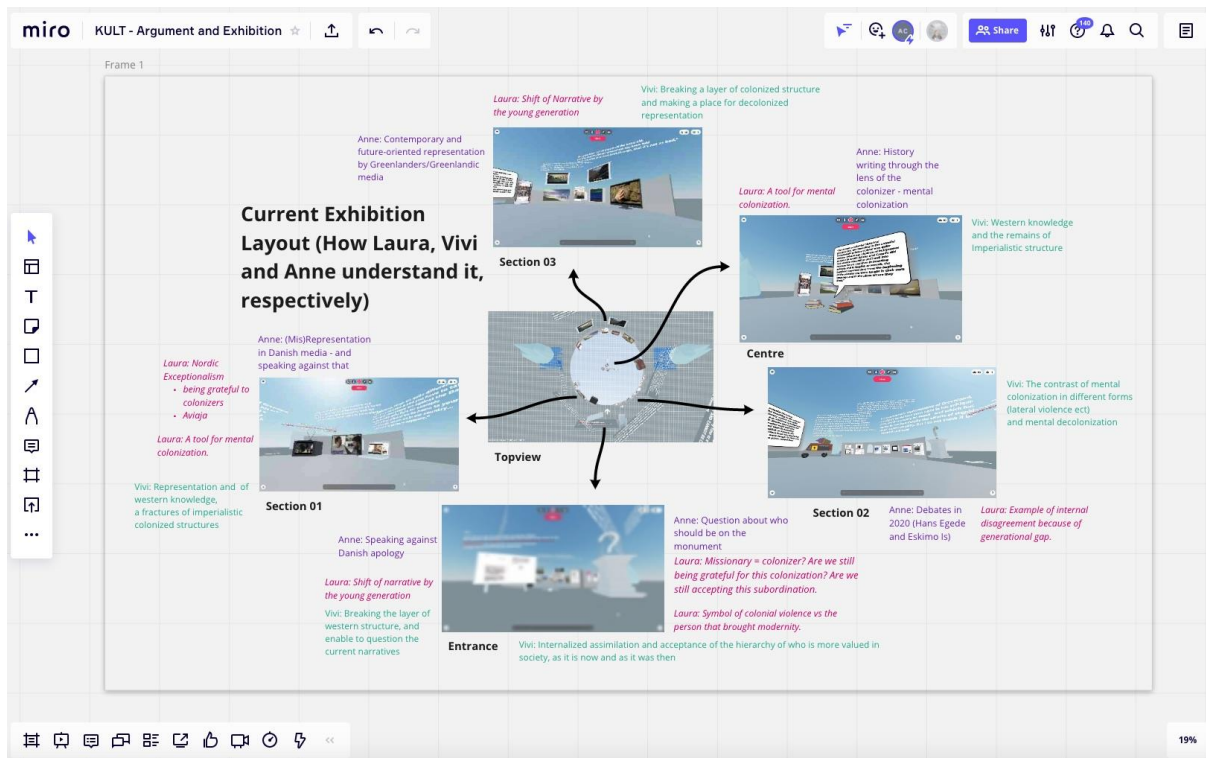 miro
KULT - Argument and Exhibition
AC
Share
140
Frame 1
Laura: Shift of Narrative by
the young generation
Vivi: Breaking a layer of colonized structure
and making a place for decolonized
representation
Anne: Contemporary and
future-oriented representation
by Greenlanders/Greenlandic
media
Anne: History
writing through the
lens of the
colonizer - mental
colonization
Laura: A tool for mental
colonization.
Vivi: Western knowledge
and the remains of
Imperialistic structure
Current Exhibition
Layout (How Laura, Vivi
and Anne understand it,
respectively)
Section 03
Centre
Anne: (Mis)Representation
in Danish media - and
speaking against that
Laura: Nordic
Exceptionalism
• being grateful to
colonizers
• Aviaja
Laura: A tool for mental
colonization.
Vivi: Representation and of
western knowledge,
a fractures of imperialistic
colonized structures
Section 01
Topview
Vivi: The contrast of mental
colonization in different forms
(lateral violence ect)
and mental decolonization
Section 02
Anne: Debates in
2020 (Hans Egede
and Eskimo Is)
Laura: Example of internal
disagreement because of
generational gap.
Anne: Speaking against
Danish apology
Laura: Shift of narrative by
the young generation
Vivi: Breaking the layer of
western structure, and
enable to question the
current narratives
Anne: Question about who
should be on the
monument
Laura: Missionary = colonizer? Are we still
being grateful for this colonization? Are we
still accepting this subordination.
Laura: Symbol of colonial violence vs the
person that brought modernity.
Entrance
Vivi: Internalized assimilation and acceptance of the hierarchy of who is more valued in
society, as it is now and as it was then
19%